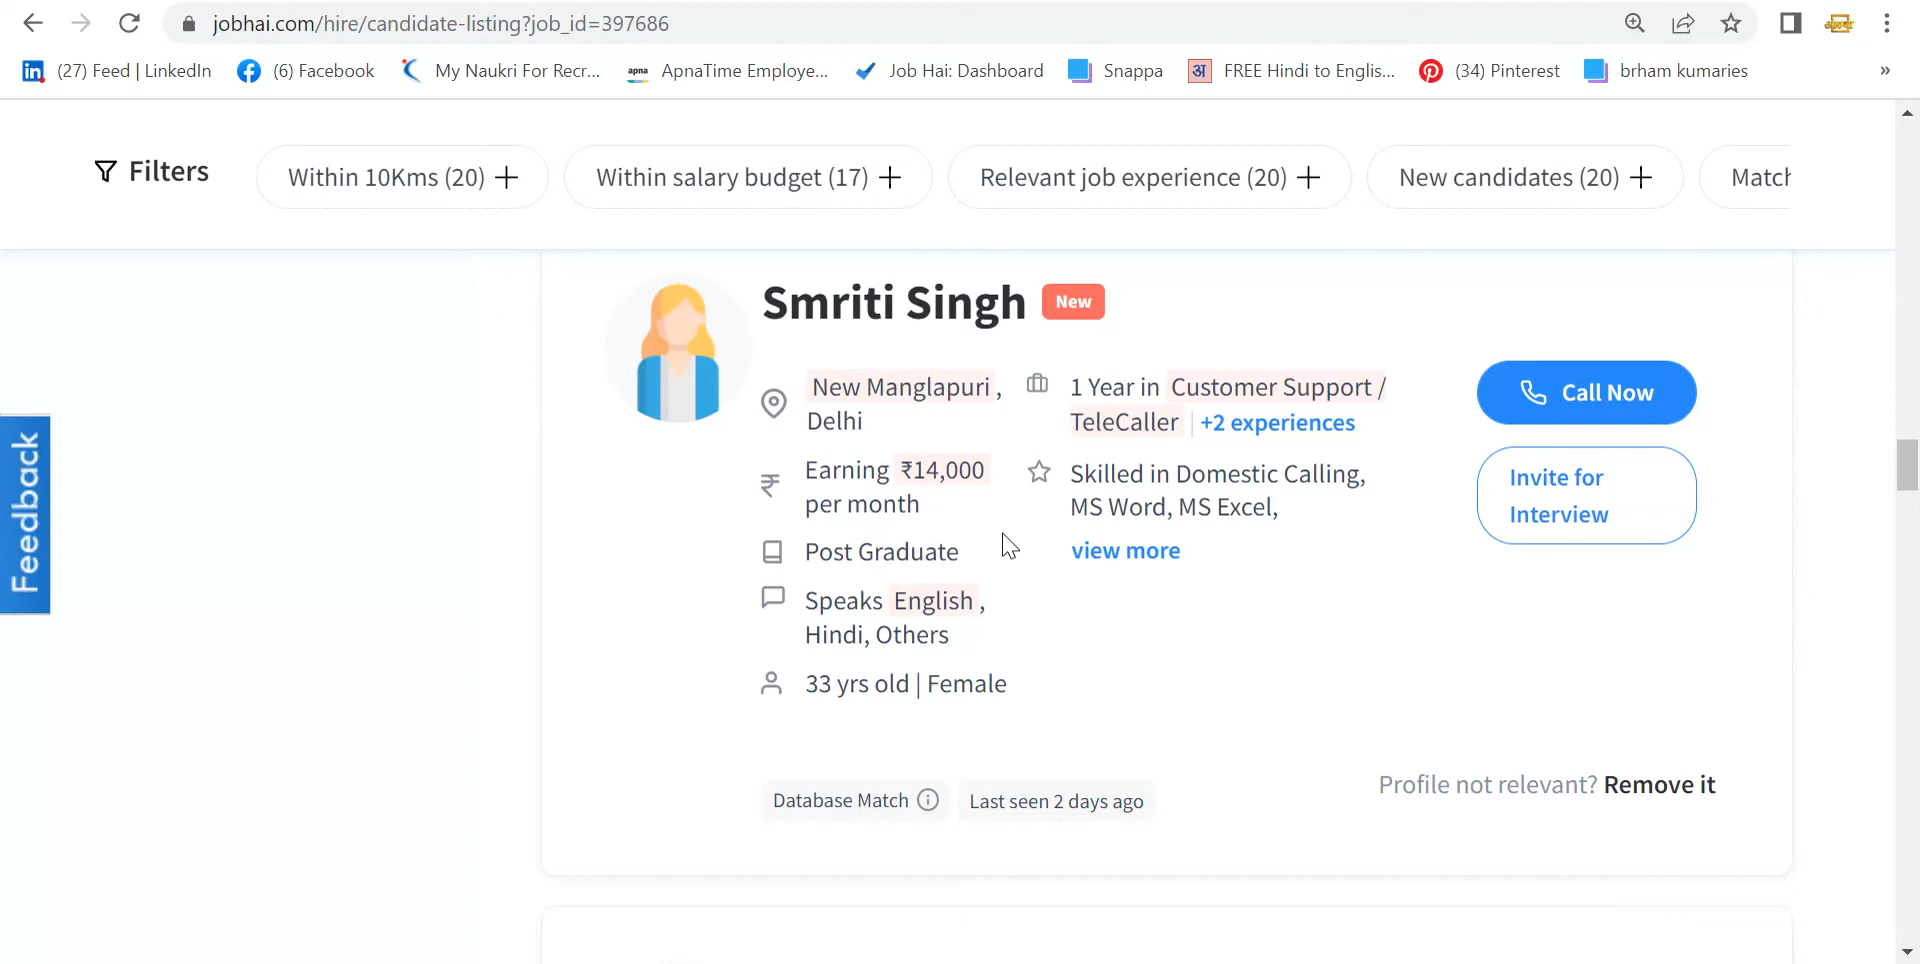 jobhai.com/hire/candidate-listing?job_id=397686
in (27) Feed | LinkedIn (6) Facebook My Naukri For Recr... apna ApnaTime Employe... Job Hai: Dashboard Snappa अ FREE Hindi to Englis... (34) Pinterest brham kumaries »
Filters Within 10Kms (20) + Within salary budget (17) + Relevant job experience (20) + New candidates (20) + Match
Feedback
Smriti Singh New
New Manglapuri ,
Delhi
Earning ₹14,000
per month
Post Graduate
Speaks English ,
Hindi, Others
33 yrs old | Female
1 Year in Customer Support /
TeleCaller | +2 experiences
Skilled in Domestic Calling,
MS Word, MS Excel,
view more
Call Now
Invite for
Interview
Database Match Last seen 2 days ago
Profile not relevant? Remove it